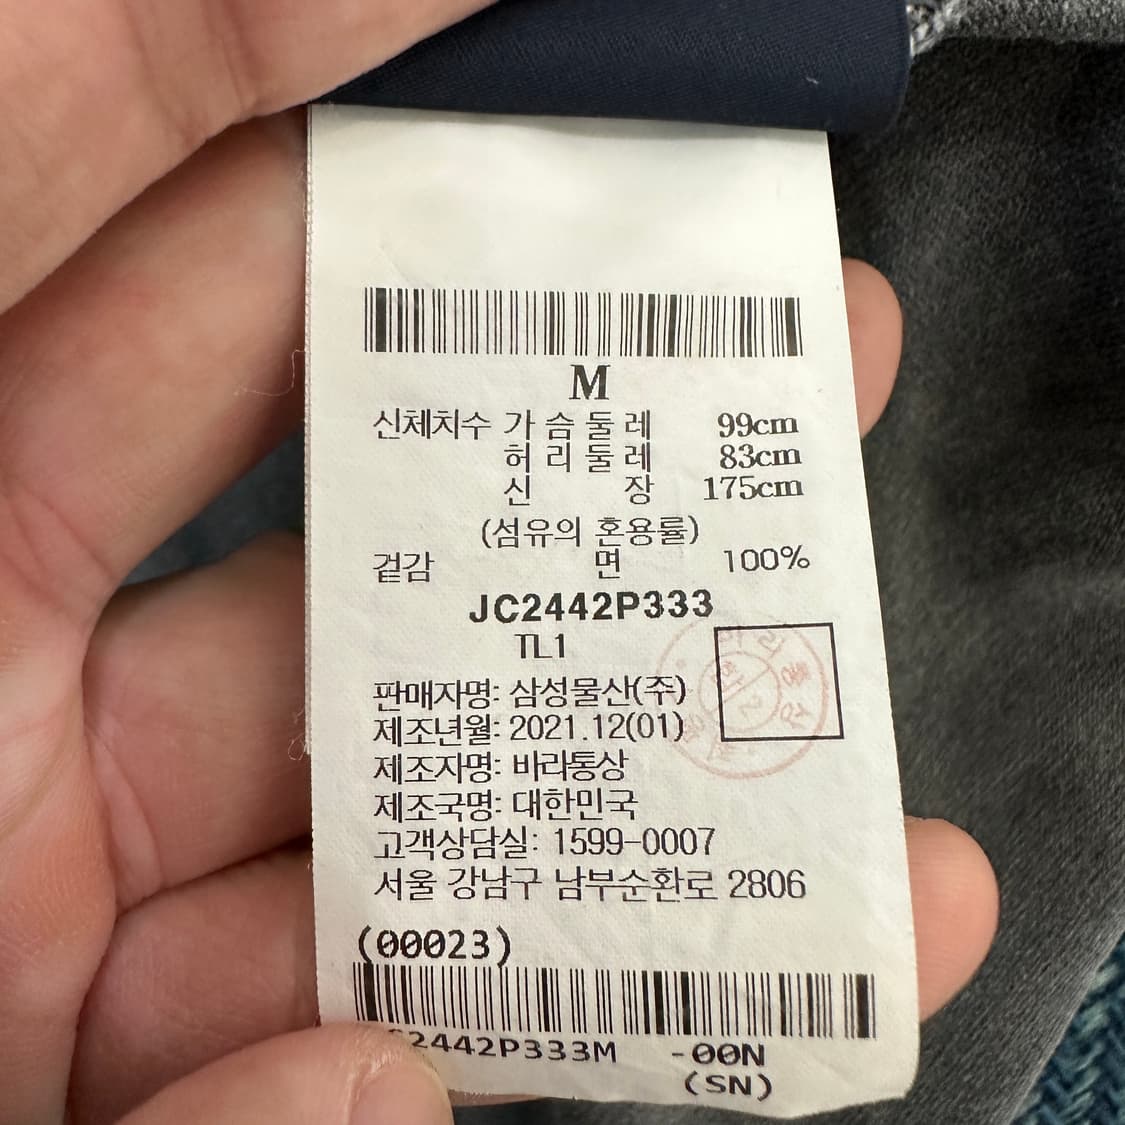 M
신체치수 가슴둘레 99cm
허리둘레 83cm
신장 175cm
(섬유의 혼용률)
겉감 면 100%
JC2442P333
TL1
판매자명: 삼성물산(주)
제조년월: 2021.12(01)
제조자명: 바라통상
제조국명: 대한민국
고객상담실: 1599-0007
서울 강남구 남부순환로 2806
(00023)
2442P333M -00N
(SN)